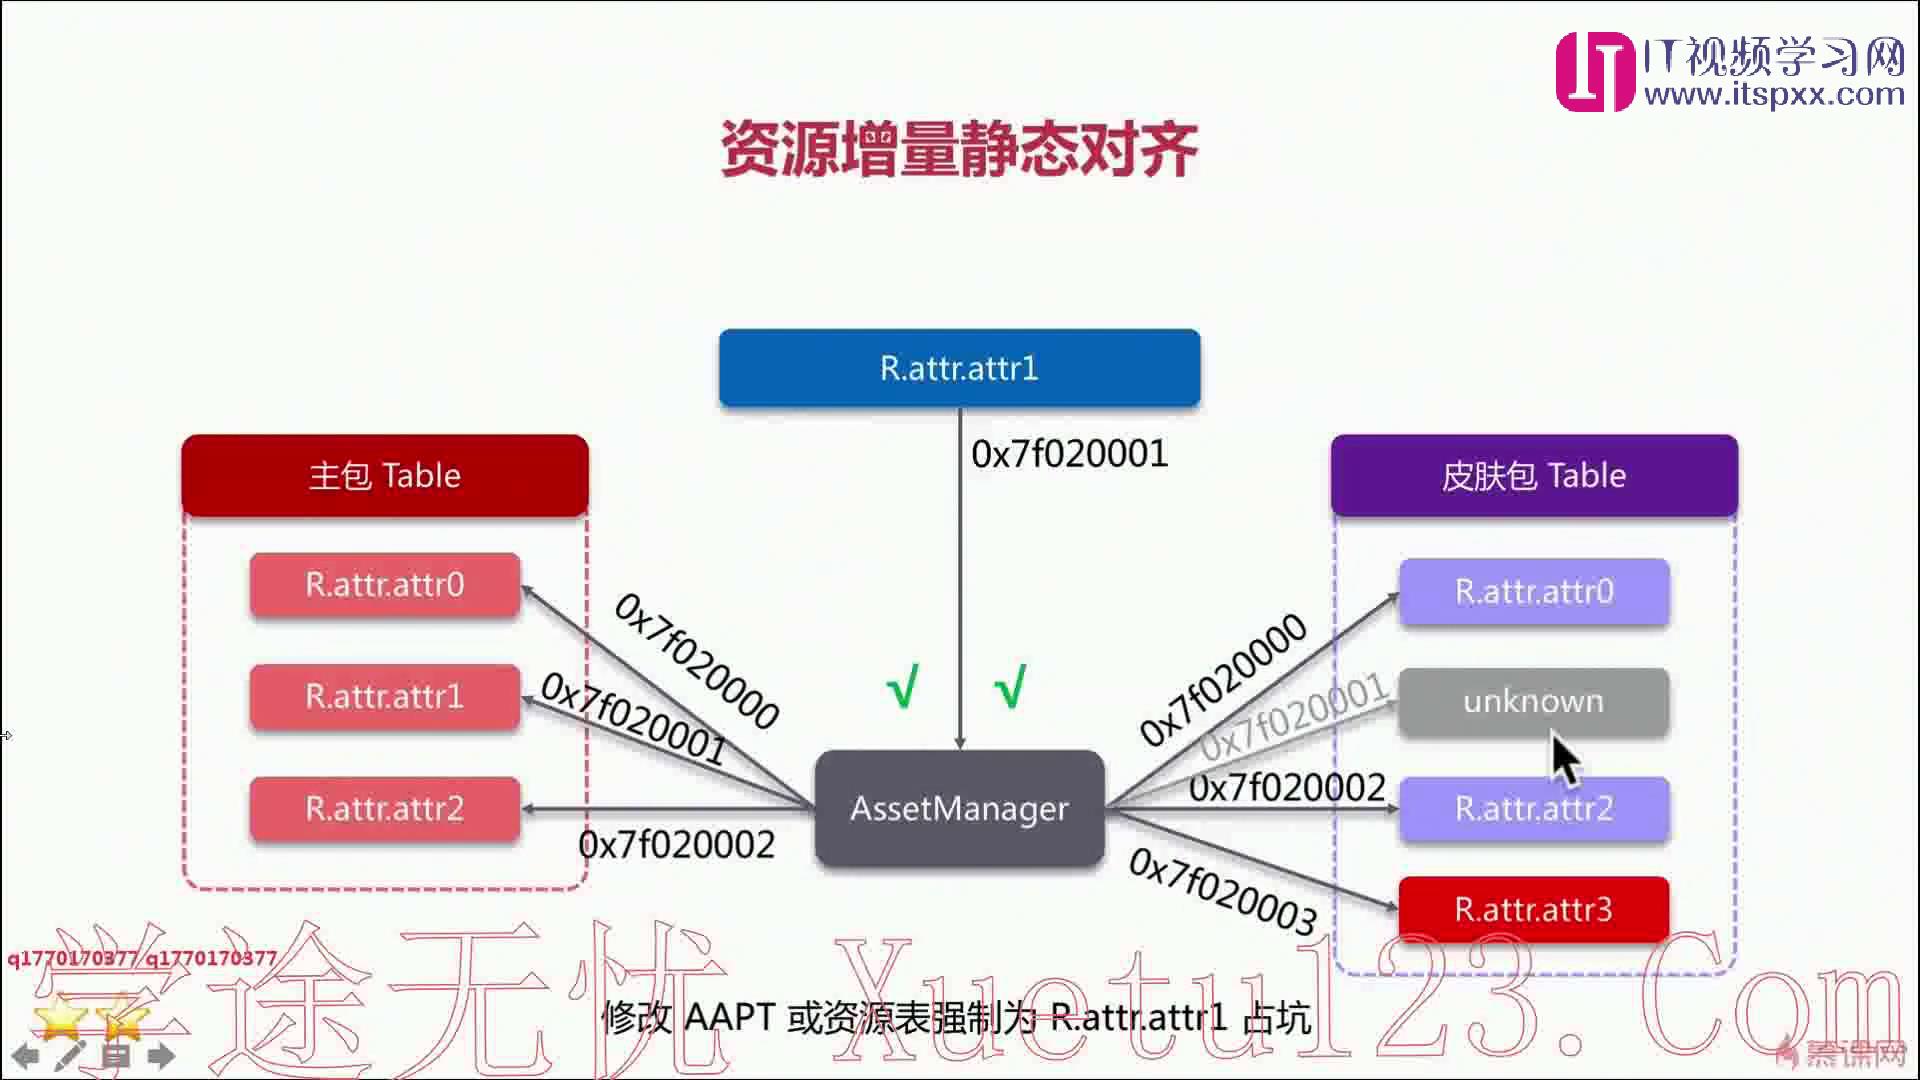 IT视频学习网
www.itspxx.com
资源增量静态对齐
R.attr.attr1
0x7f020001
主包 Table
R.attr.attr0
R.attr.attr1
R.attr.attr2
0x7f020000
0x7f020001
0x7f020002
√ √
AssetManager
皮肤包 Table
R.attr.attr0
unknown
R.attr.attr2
R.attr.attr3
0x7f020000
0x7f020001
0x7f020002
0x7f020003
q1770170377 q1770170377
学途无忧 Xuetu123.Com
修改 AAPT 或资源表强制为 R.attr.attr1 占坑
慕课网